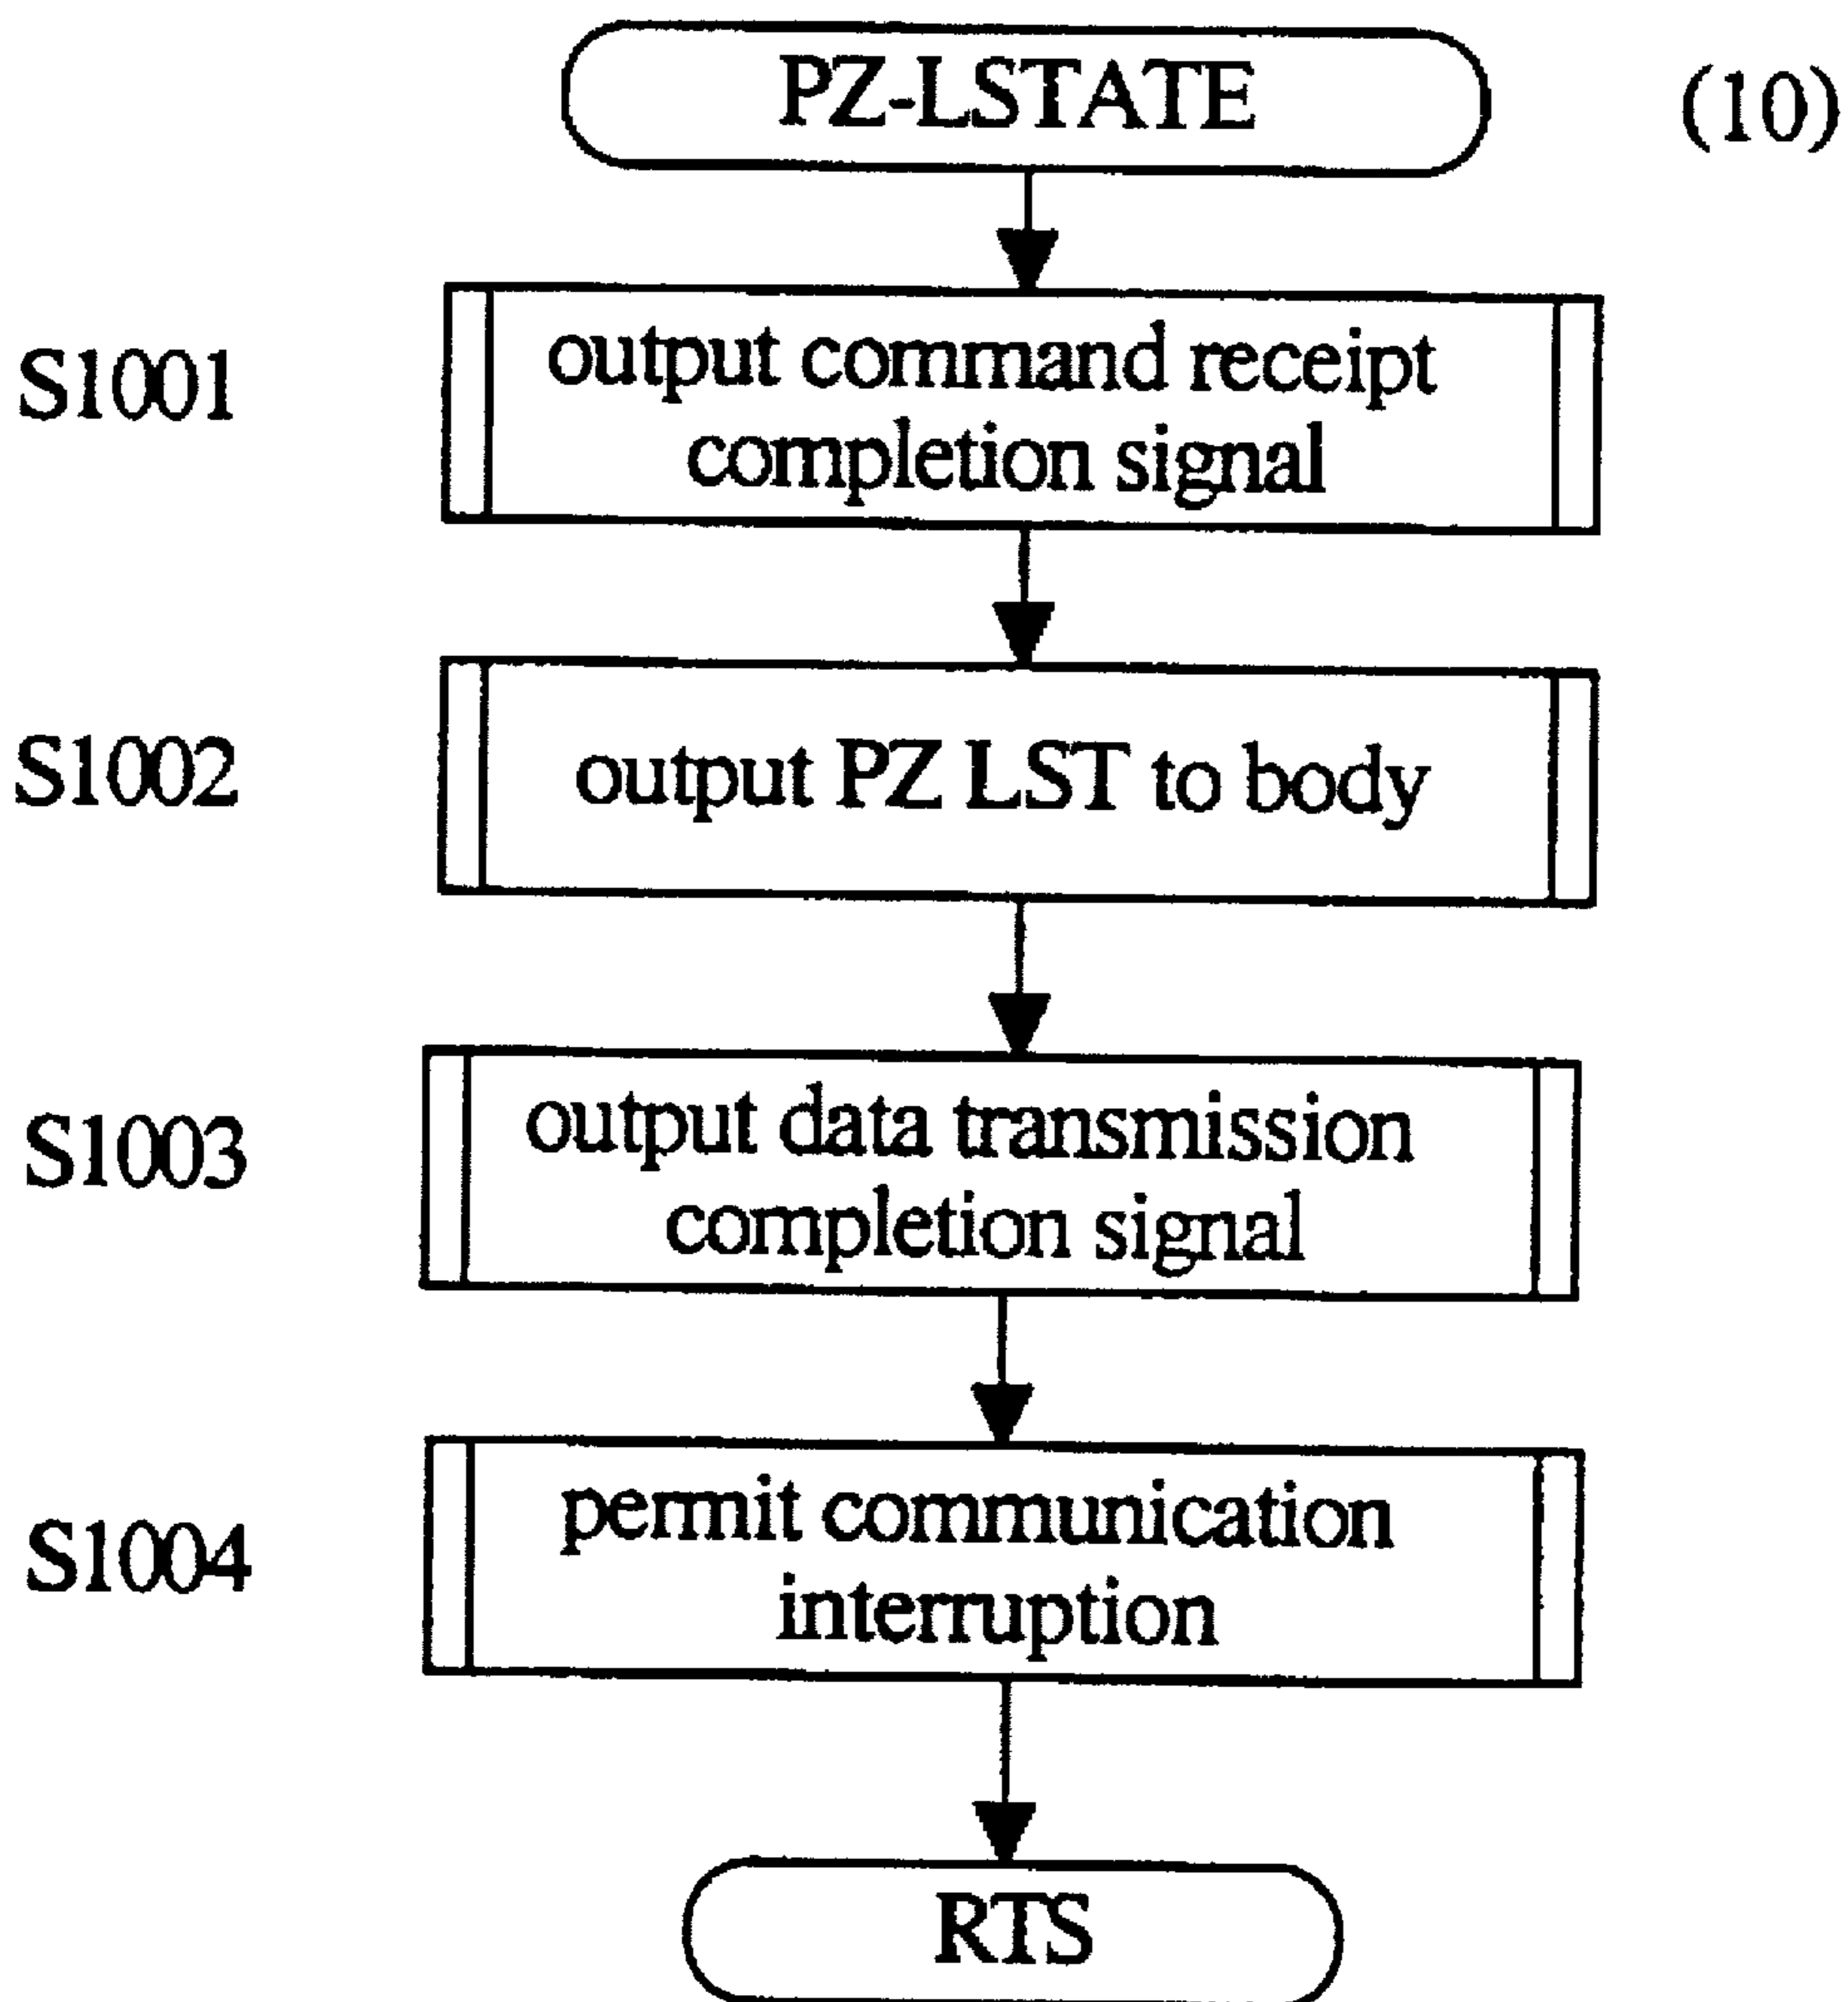 PZ-LSTATE
(10)
S1001
output command receipt
completion signal
S1002
output PZ LST to body
S1003
output data transmission
completion signal
S1004
permit communication
interruption
RTS